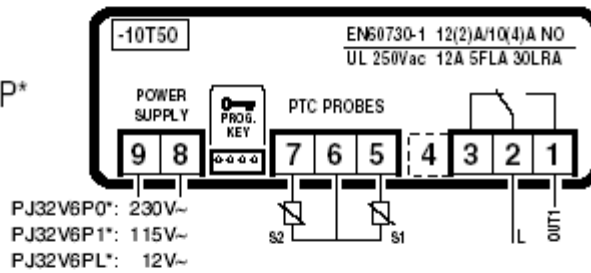 -10T50
EN60730-1 12(2)A/10(4)A NO
UL 250Vac 12A 5FLA 30LRA
P*
POWER
SUPPLY
PROG.
KEY
PTC PROBES
9 8 7 6 5 4 3 2 1
PJ32V6P0*: 230V~
PJ32V6P1*: 115V~
PJ32V6PL*: 12V~
S2
S1
L
OUT1